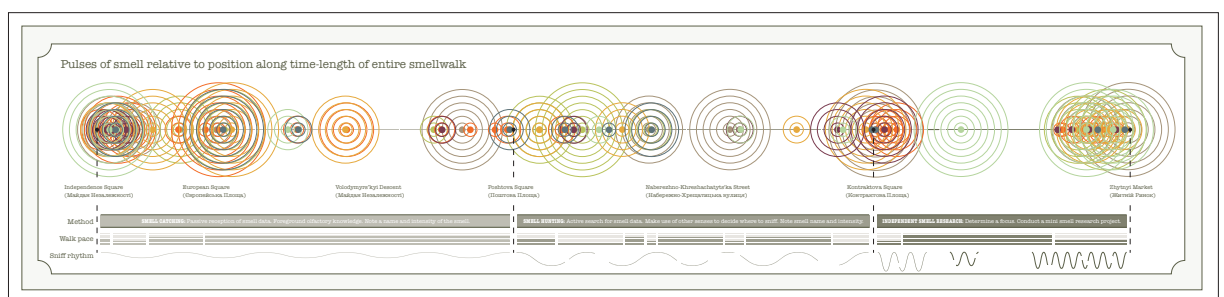 Pulses of smell relative to position along time-length of entire smellwalk
Independence Square
(Майдан Незалежності)
European Square
(Європейська Площа)
Volodymyrs'kyi Descent
(Майдан Незалежності)
Poshtova Square
(Поштова Площа)
Naberezhno-Khreshchatyts'ka Street
(Набережно-Хрещатицька вулиця)
Kontraktova Square
(Контрактова Площа)
Zhytnyi Market
(Житній Ринок)
Method
SMELL CATCHING: Passive reception of smell data. Foreground olfactory knowledge. Note a name and intensity of the smell.
SMELL HUNTING: Active search for smell data. Make use of other senses to decide where to sniff. Note smell name and intensity.
INDEPENDENT SMELL RESEARCH: Determine a focus. Conduct a mini smell research project.
Walk pace
Sniff rhythm